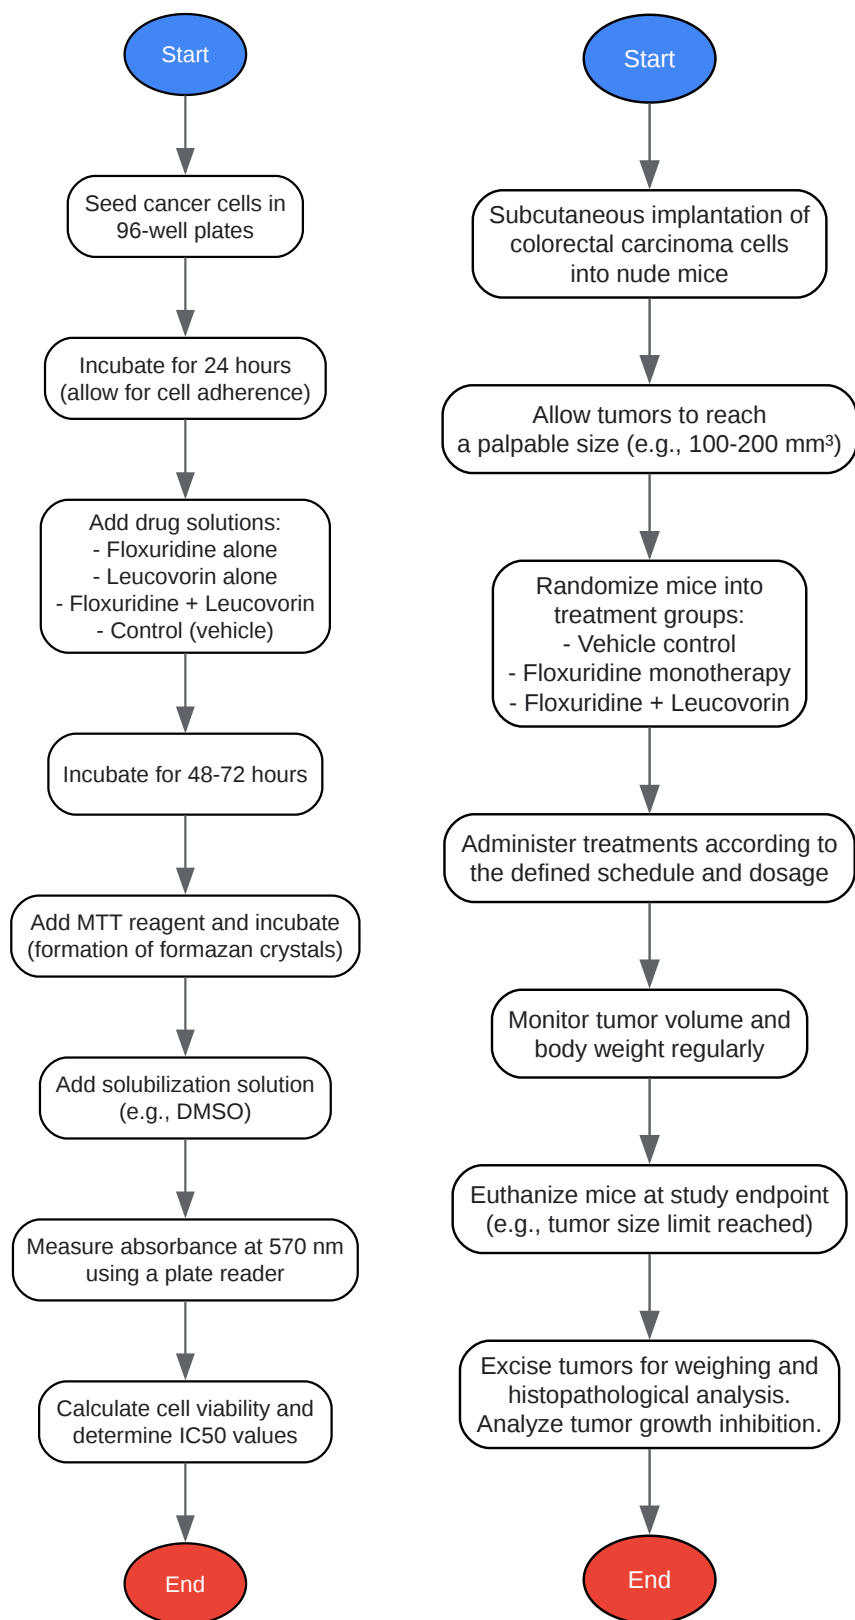 Start
Seed cancer cells in
96-well plates
Incubate for 24 hours
(allow for cell adherence)
Add drug solutions:
- Floxuridine alone
- Leucovorin alone
- Floxuridine + Leucovorin
- Control (vehicle)
Incubate for 48-72 hours
Add MTT reagent and incubate
(formation of formazan crystals)
Add solubilization solution
(e.g., DMSO)
Measure absorbance at 570 nm
using a plate reader
Calculate cell viability and
determine IC50 values
End
Start
Subcutaneous implantation of
colorectal carcinoma cells
into nude mice
Allow tumors to reach
a palpable size (e.g., 100-200 mm³)
Randomize mice into
treatment groups:
- Vehicle control
- Floxuridine monotherapy
- Floxuridine + Leucovorin
Administer treatments according to
the defined schedule and dosage
Monitor tumor volume and
body weight regularly
Euthanize mice at study endpoint
(e.g., tumor size limit reached)
Excise tumors for weighing and
histopathological analysis.
Analyze tumor growth inhibition.
End